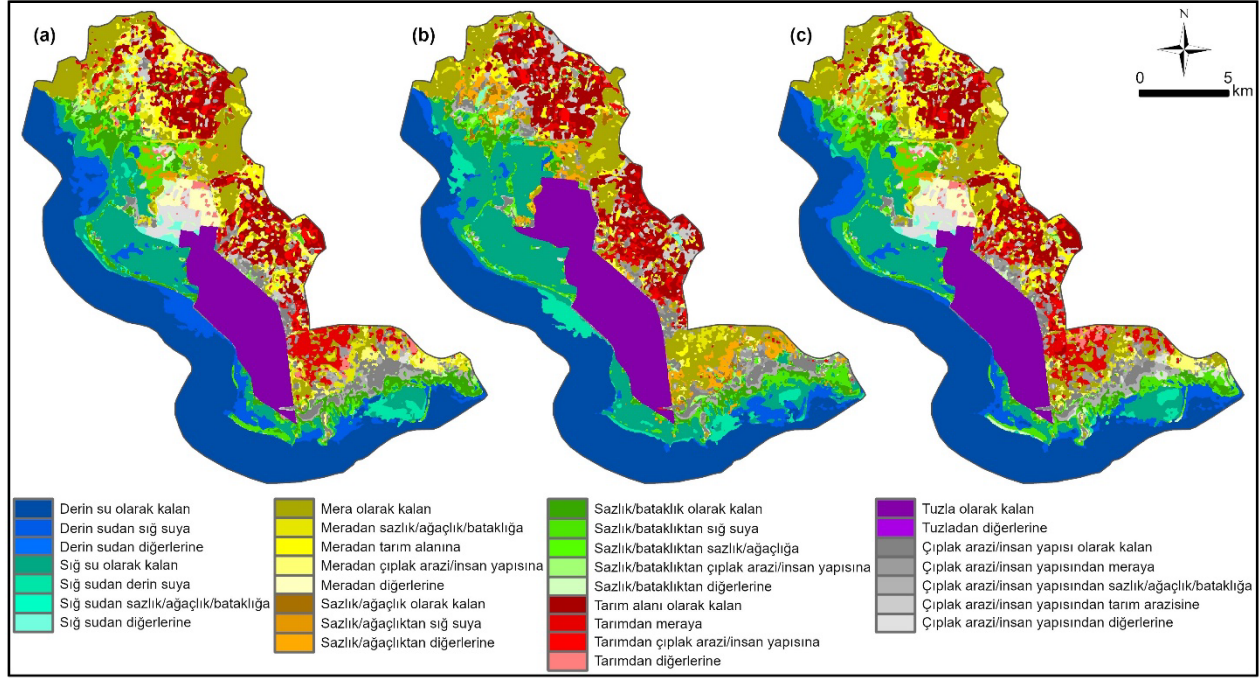 (a)
(b)
(c)
N
0 5
km
Derin su olarak kalan
Derin sudan sığ suya
Derin sudan diğerlerine
Sığ su olarak kalan
Sığ sudan derin suya
Sığ sudan sazlık/ağaçlık/bataklığa
Sığ sudan diğerlerine
Mera olarak kalan
Meradan sazlık/ağaçlık/bataklığa
Meradan tarım alanına
Meradan çıplak arazi/insan yapısına
Meradan diğerlerine
Sazlık/ağaçlık olarak kalan
Sazlık/ağaçlıktan sığ suya
Sazlık/ağaçlıktan diğerlerine
Sazlık/bataklık olarak kalan
Sazlık/bataklıktan sığ suya
Sazlık/bataklıktan sazlık/ağaçlığa
Sazlık/bataklıktan çıplak arazi/insan yapısına
Sazlık/bataklıktan diğerlerine
Tarım alanı olarak kalan
Tarımdan meraya
Tarımdan çıplak arazi/insan yapısına
Tarımdan diğerlerine
Tuzla olarak kalan
Tuzladan diğerlerine
Çıplak arazi/insan yapısı olarak kalan
Çıplak arazi/insan yapısından meraya
Çıplak arazi/insan yapısından sazlık/ağaçlık/bataklığa
Çıplak arazi/insan yapısından tarım arazisine
Çıplak arazi/insan yapısından diğerlerine